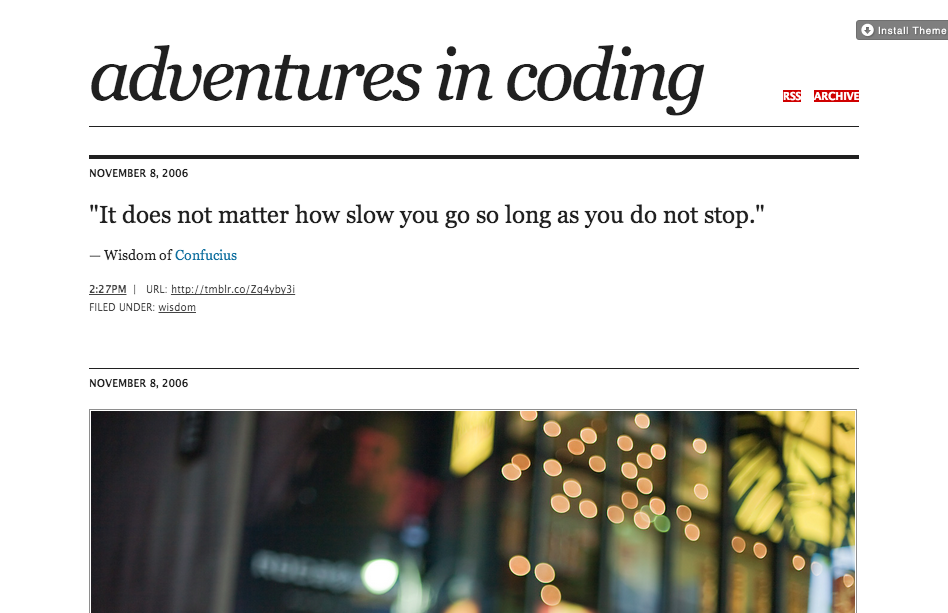 Install Theme
adventures in coding
RSS ARCHIVE
NOVEMBER 8, 2006
"It does not matter how slow you go so long as you do not stop."
— Wisdom of Confucius
2:27PM | URL: http://tmblr.co/Zq4yby3i
FILED UNDER: wisdom
NOVEMBER 8, 2006